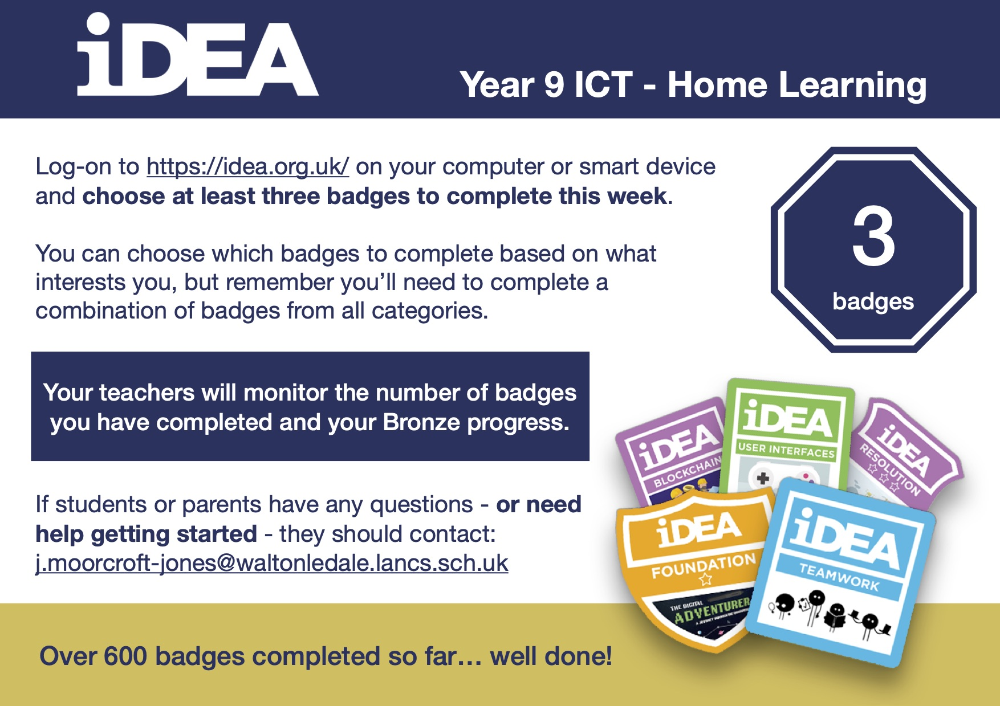 iDEA
Year 9 ICT - Home Learning
Log-on to https://idea.org.uk/ on your computer or smart device
and choose at least three badges to complete this week.
You can choose which badges to complete based on what
interests you, but remember you’ll need to complete a
combination of badges from all categories.
3
badges
Your teachers will monitor the number of badges
you have completed and your Bronze progress.
If students or parents have any questions - or need
help getting started - they should contact:
j.moorcroft-jones@waltonledale.lancs.sch.uk
iDEA
BLOCKCHAIN
iDEA
USER INTERFACES
iDEA
RESOLUTION
iDEA
FOUNDATION
THE DIGITAL
ADVENTURER
iDEA
TEAMWORK
Over 600 badges completed so far… well done!